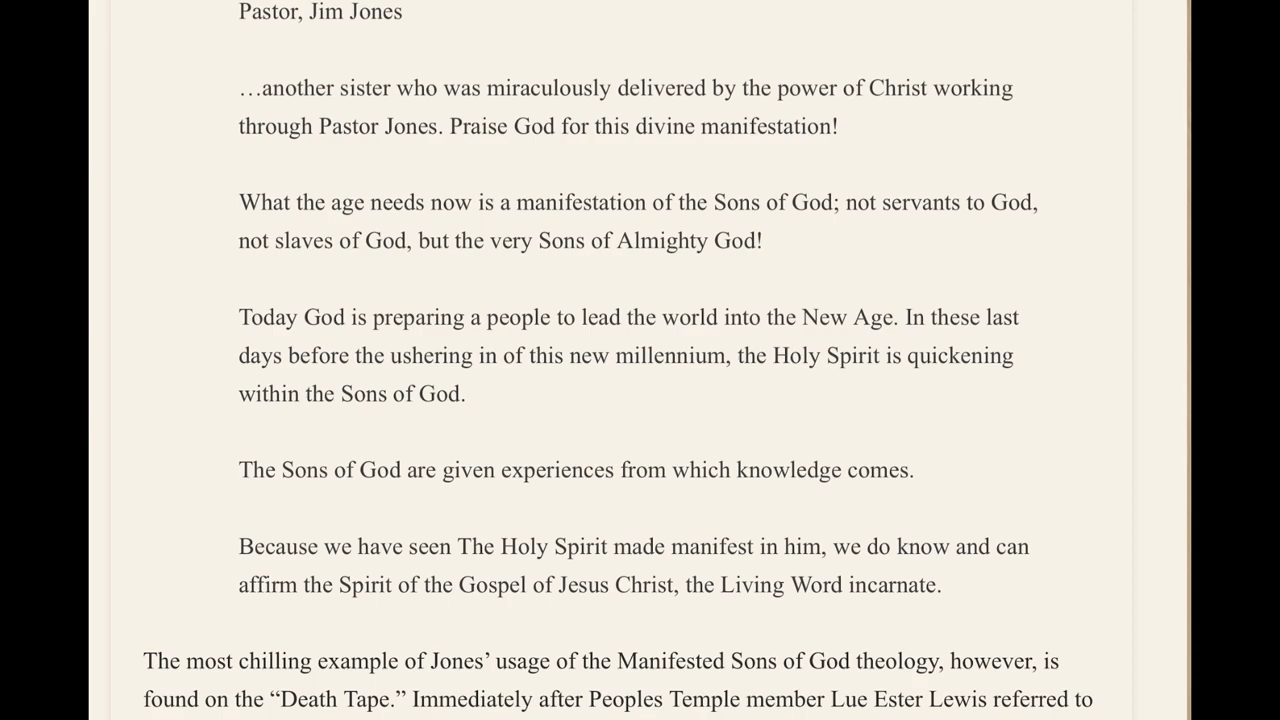 Pastor, Jim Jones
…another sister who was miraculously delivered by the power of Christ working
through Pastor Jones. Praise God for this divine manifestation!
What the age needs now is a manifestation of the Sons of God; not servants to God,
not slaves of God, but the very Sons of Almighty God!
Today God is preparing a people to lead the world into the New Age. In these last
days before the ushering in of this new millennium, the Holy Spirit is quickening
within the Sons of God.
The Sons of God are given experiences from which knowledge comes.
Because we have seen The Holy Spirit made manifest in him, we do know and can
affirm the Spirit of the Gospel of Jesus Christ, the Living Word incarnate.
The most chilling example of Jones’ usage of the Manifested Sons of God theology, however, is
found on the “Death Tape.” Immediately after Peoples Temple member Lue Ester Lewis referred to